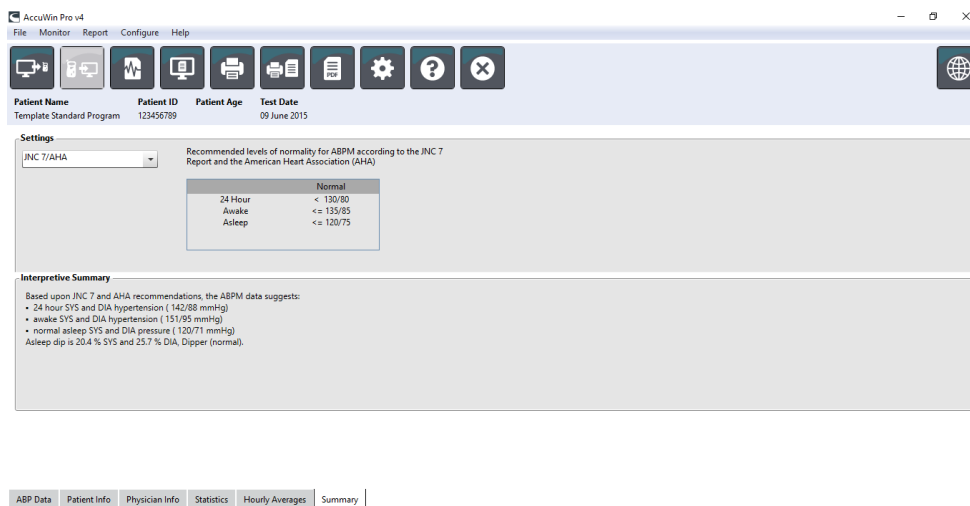 AccuWin Pro v4
File Monitor Report Configure Help
PDF
Patient Name Patient ID Patient Age Test Date
Template Standard Program 123456789 09 June 2015
Settings
JNC 7/AHA
Recommended levels of normality for ABPM according to the JNC 7
Report and the American Heart Association (AHA)
Normal
24 Hour < 130/80
Awake <= 135/85
Asleep <= 120/75
Interpretive Summary
Based upon JNC 7 and AHA recommendations, the ABPM data suggests:
• 24 hour SYS and DIA hypertension ( 142/88 mmHg)
• awake SYS and DIA hypertension ( 151/95 mmHg)
• normal asleep SYS and DIA pressure ( 120/71 mmHg)
Asleep dip is 20.4 % SYS and 25.7 % DIA, Dipper (normal).
ABP Data Patient Info Physician Info Statistics Hourly Averages Summary